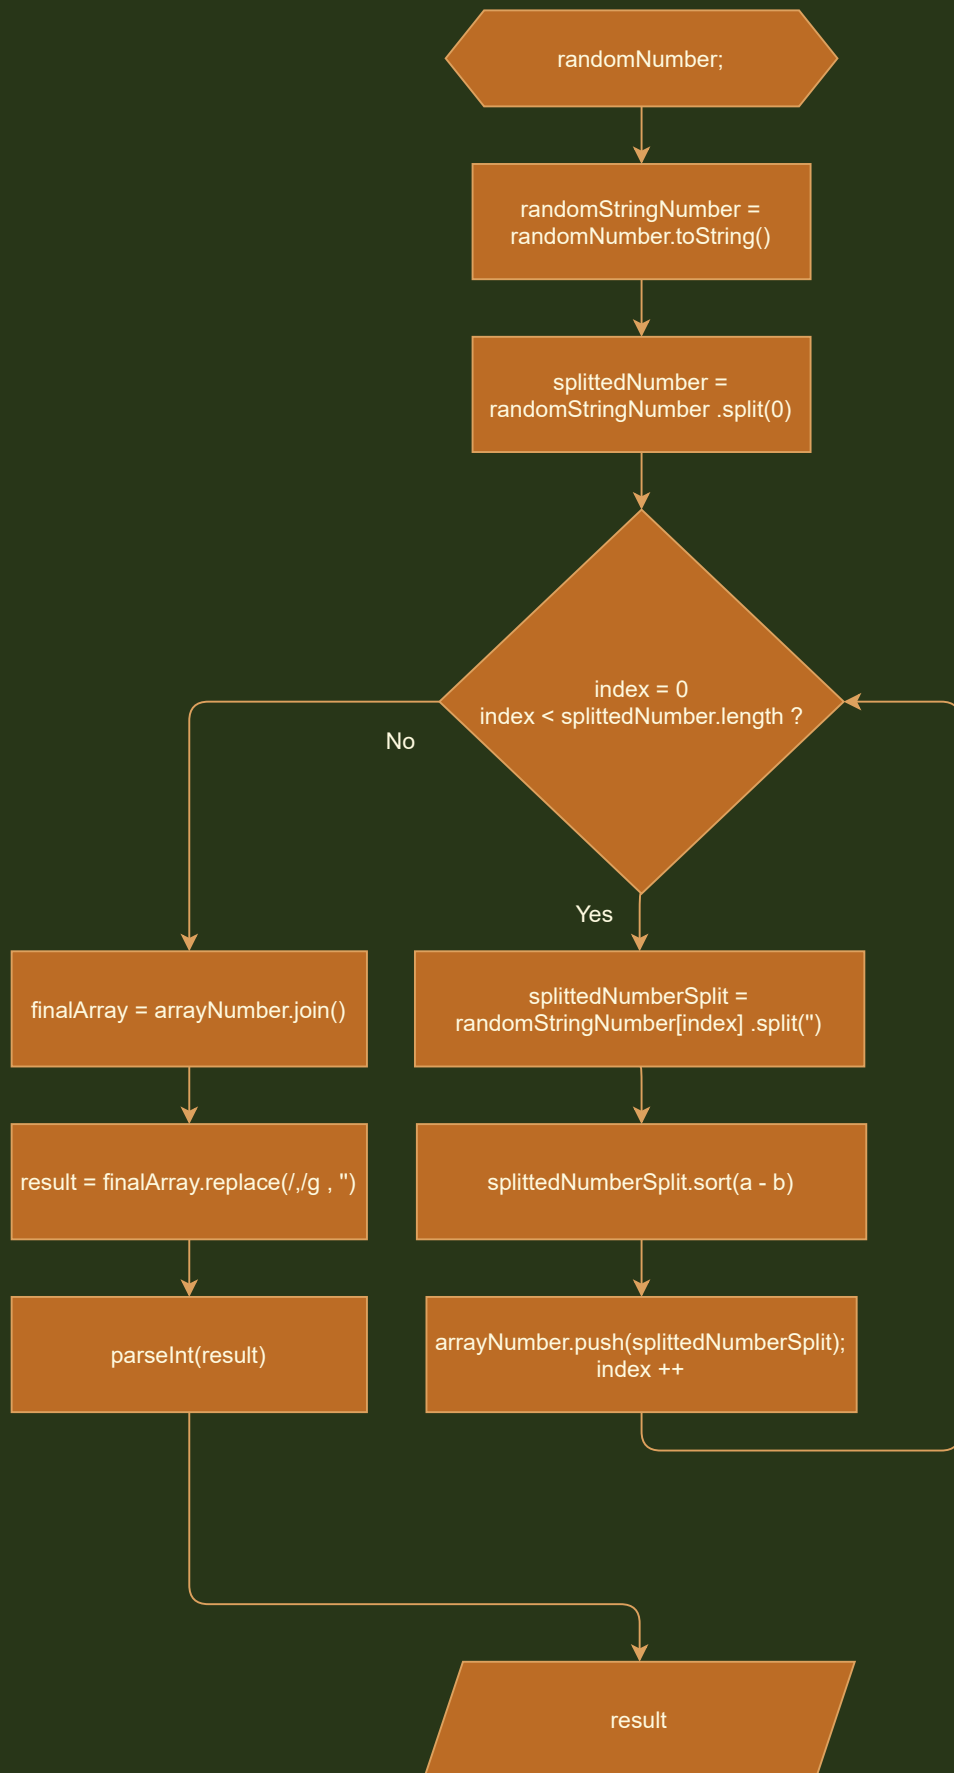 randomNumber;
randomStringNumber =
randomNumber.toString()
splittedNumber =
randomStringNumber .split(0)
index = 0
index < splittedNumber.length ?
No
Yes
finalArray = arrayNumber.join()
result = finalArray.replace(/,/g , '')
parseInt(result)
splittedNumberSplit =
randomStringNumber[index] .split('')
splittedNumberSplit.sort(a - b)
arrayNumber.push(splittedNumberSplit);
index ++
result